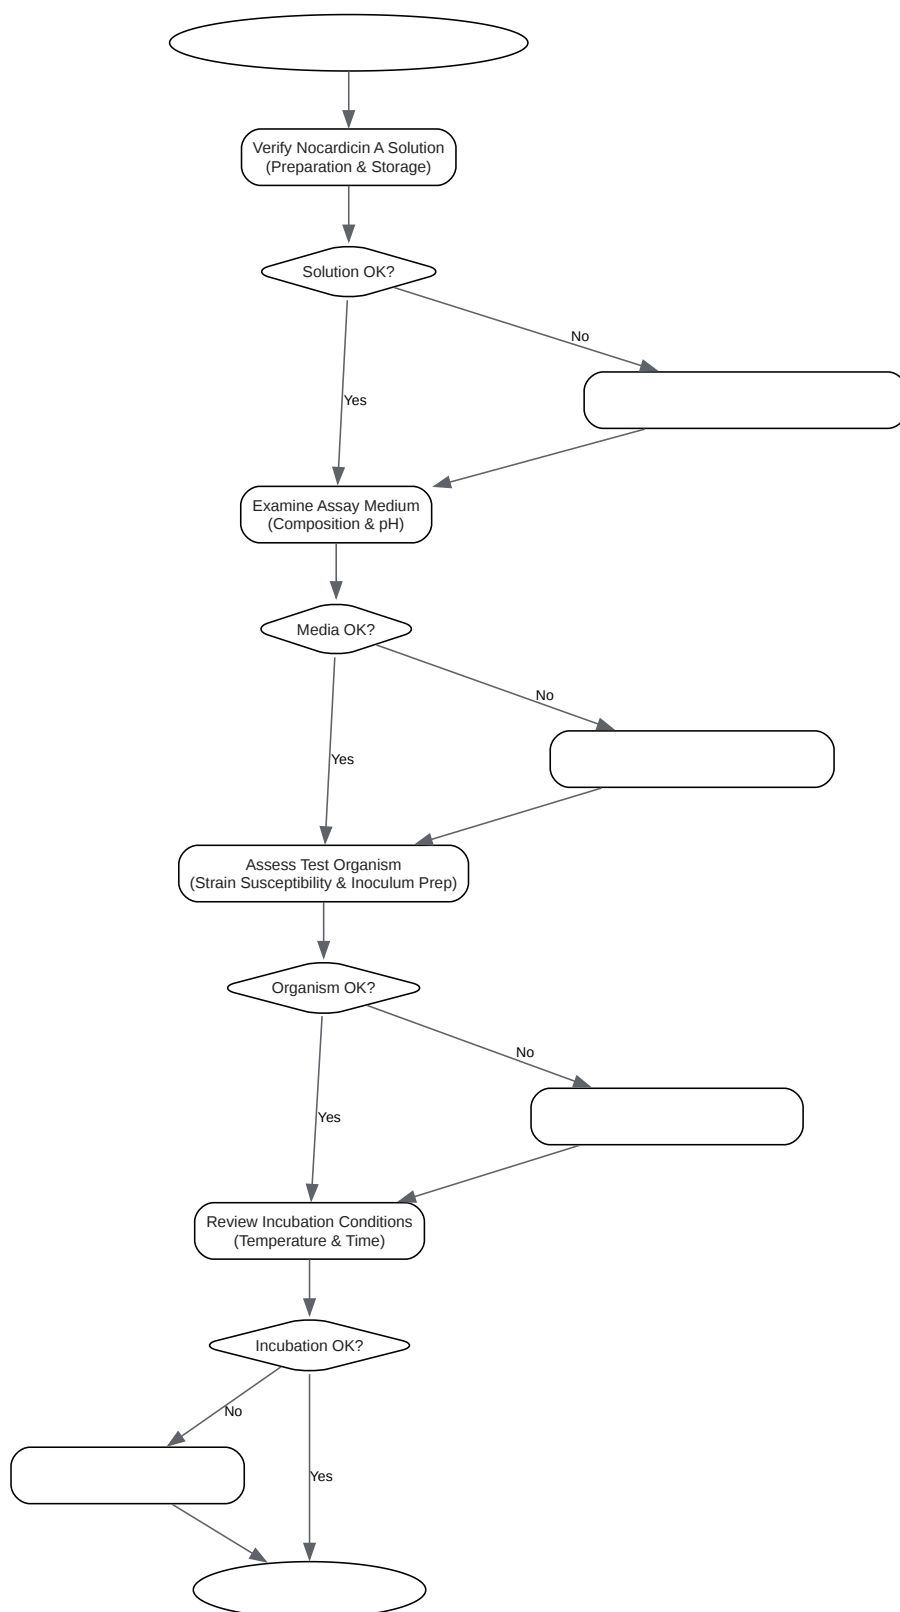 Verify Nocardicin A Solution
(Preparation & Storage)
Solution OK?
No
Yes
Examine Assay Medium
(Composition & pH)
Media OK?
No
Yes
Assess Test Organism
(Strain Susceptibility & Inoculum Prep)
Organism OK?
No
Yes
Review Incubation Conditions
(Temperature & Time)
Incubation OK?
No
Yes